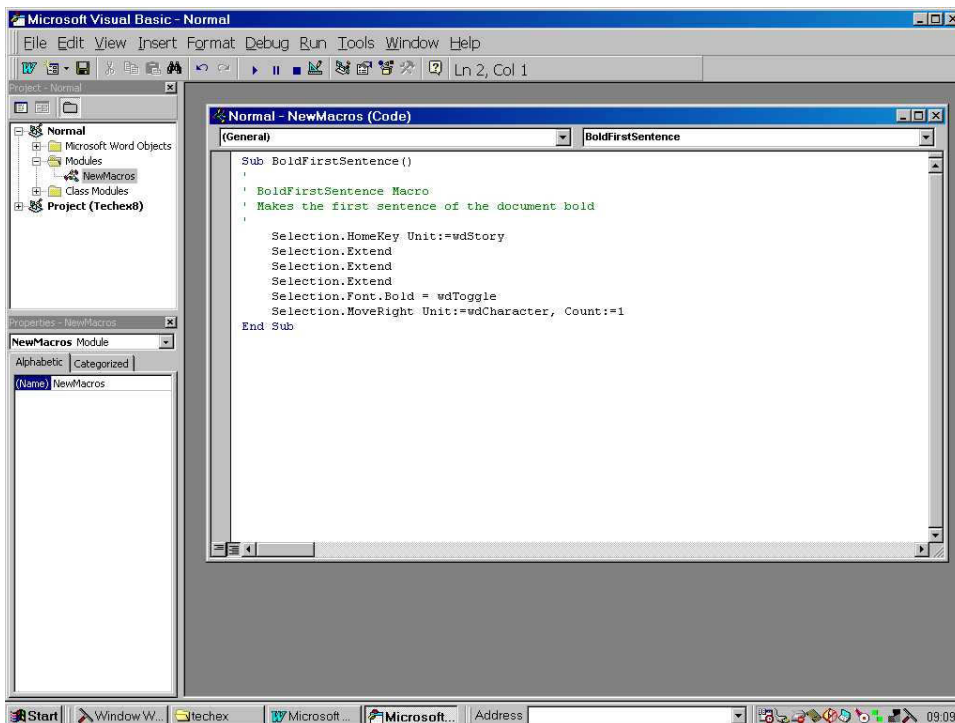 Microsoft Visual Basic - Normal
File Edit View Insert Format Debug Run Tools Window Help
Ln 2, Col 1
Project - Normal
Normal
Microsoft Word Objects
Modules
NewMacros
Class Modules
Project (Techex8)
Properties - NewMacros
NewMacros Module
Alphabetic Categorized
(Name) NewMacros
Normal - NewMacros (Code)
(General) BoldFirstSentence
Sub BoldFirstSentence()
'
' BoldFirstSentence Macro
' Makes the first sentence of the document bold
'
Selection.HomeKey Unit:=wdStory
Selection.Extend
Selection.Extend
Selection.Extend
Selection.Font.Bold = wdToggle
Selection.MoveRight Unit:=wdCharacter, Count:=1
End Sub
Start Window W... techex Microsoft ... Microsoft... Address 09:09